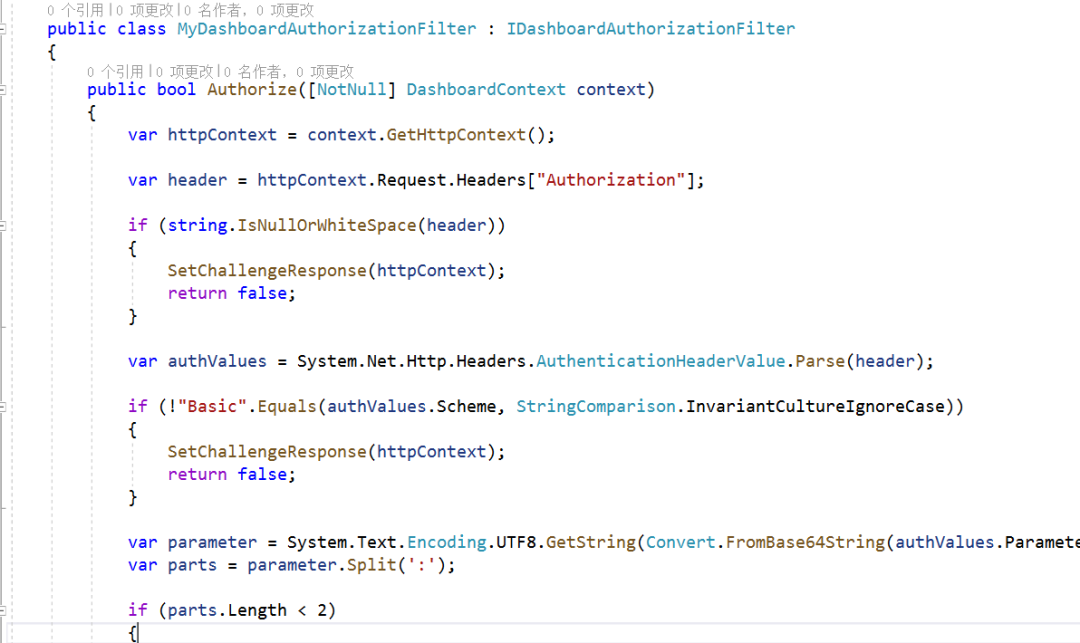 0 个引用 | 0 项更改 | 0 名作者，0 项更改
public class MyDashboardAuthorizationFilter : IDashboardAuthorizationFilter
{
0 个引用 | 0 项更改 | 0 名作者，0 项更改
public bool Authorize([NotNull] DashboardContext context)
{
var httpContext = context.GetHttpContext();
var header = httpContext.Request.Headers["Authorization"];
if (string.IsNullOrWhiteSpace(header))
{
SetChallengeResponse(httpContext);
return false;
}
var authValues = System.Net.Http.Headers.AuthenticationHeaderValue.Parse(header);
if (!"Basic".Equals(authValues.Scheme, StringComparison.InvariantCultureIgnoreCase))
{
SetChallengeResponse(httpContext);
return false;
}
var parameter = System.Text.Encoding.UTF8.GetString(Convert.FromBase64String(authValues.Paramete
var parts = parameter.Split(':');
if (parts.Length < 2)
{